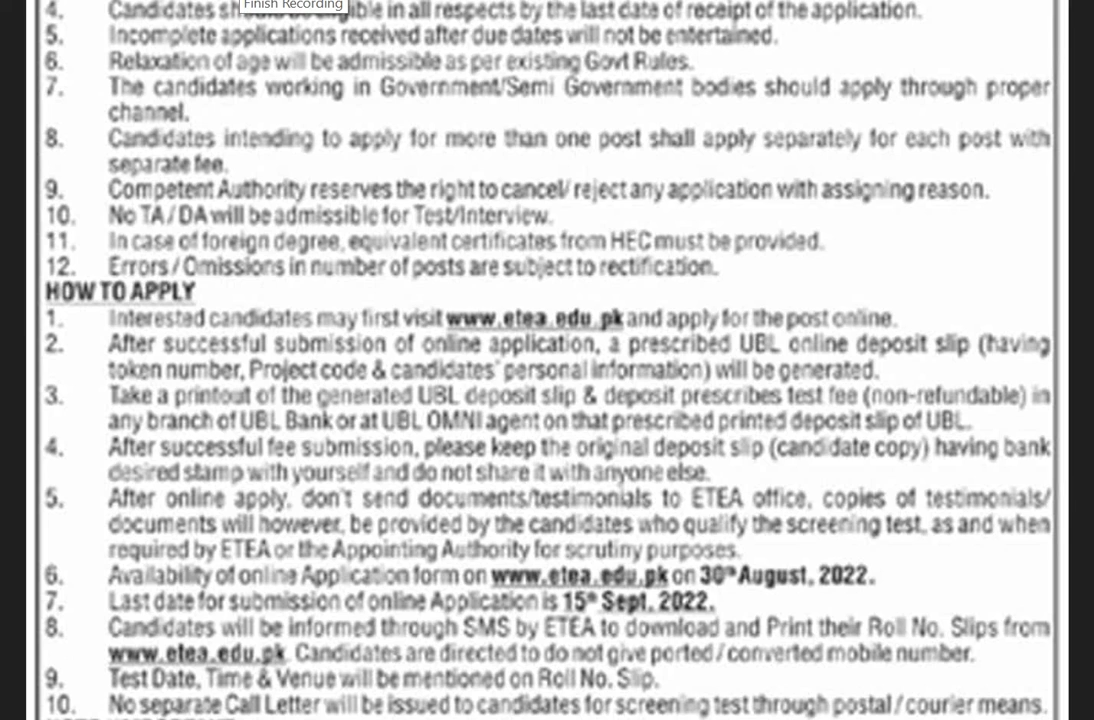 Finish Recording
4. Candidates should be eligible in all respects by the last date of receipt of the application.
5. Incomplete applications received after due dates will not be entertained.
6. Relaxation of age will be admissible as per existing Govt Rules.
7. The candidates working in Government/Semi Government bodies should apply through proper
channel.
8. Candidates intending to apply for more than one post shall apply separately for each post with
separate fee.
9. Competent Authority reserves the right to cancel/ reject any application with assigning reason.
10. No TA / DA will be admissible for Test/Interview.
11. In case of foreign degree, equivalent certificates from HEC must be provided.
12. Errors / Omissions in number of posts are subject to rectification.
HOW TO APPLY
1. Interested candidates may first visit www.etea.edu.pk and apply for the post online.
2. After successful submission of online application, a prescribed UBL online deposit slip (having
token number, Project code & candidates' personal information) will be generated.
3. Take a printout of the generated UBL deposit slip & deposit prescribes test fee (non-refundable) in
any branch of UBL Bank or at UBL OMNI agent on that prescribed printed deposit slip of UBL.
4. After successful fee submission, please keep the original deposit slip (candidate copy) having bank
desired stamp with yourself and do not share it with anyone else.
5. After online apply, don't send documents/testimonials to ETEA office, copies of testimonials/
documents will however, be provided by the candidates who qualify the screening test, as and when
required by ETEA or the Appointing Authority for scrutiny purposes.
6. Availability of online Application form on www.etea.edu.pk on 30th August, 2022.
7. Last date for submission of online Application is 15th Sept, 2022.
8. Candidates will be informed through SMS by ETEA to download and Print their Roll No. Slips from
www.etea.edu.pk. Candidates are directed to do not give ported / converted mobile number.
9. Test Date, Time & Venue will be mentioned on Roll No. Slip.
10. No separate Call Letter will be issued to candidates for screening test through postal / courier means.